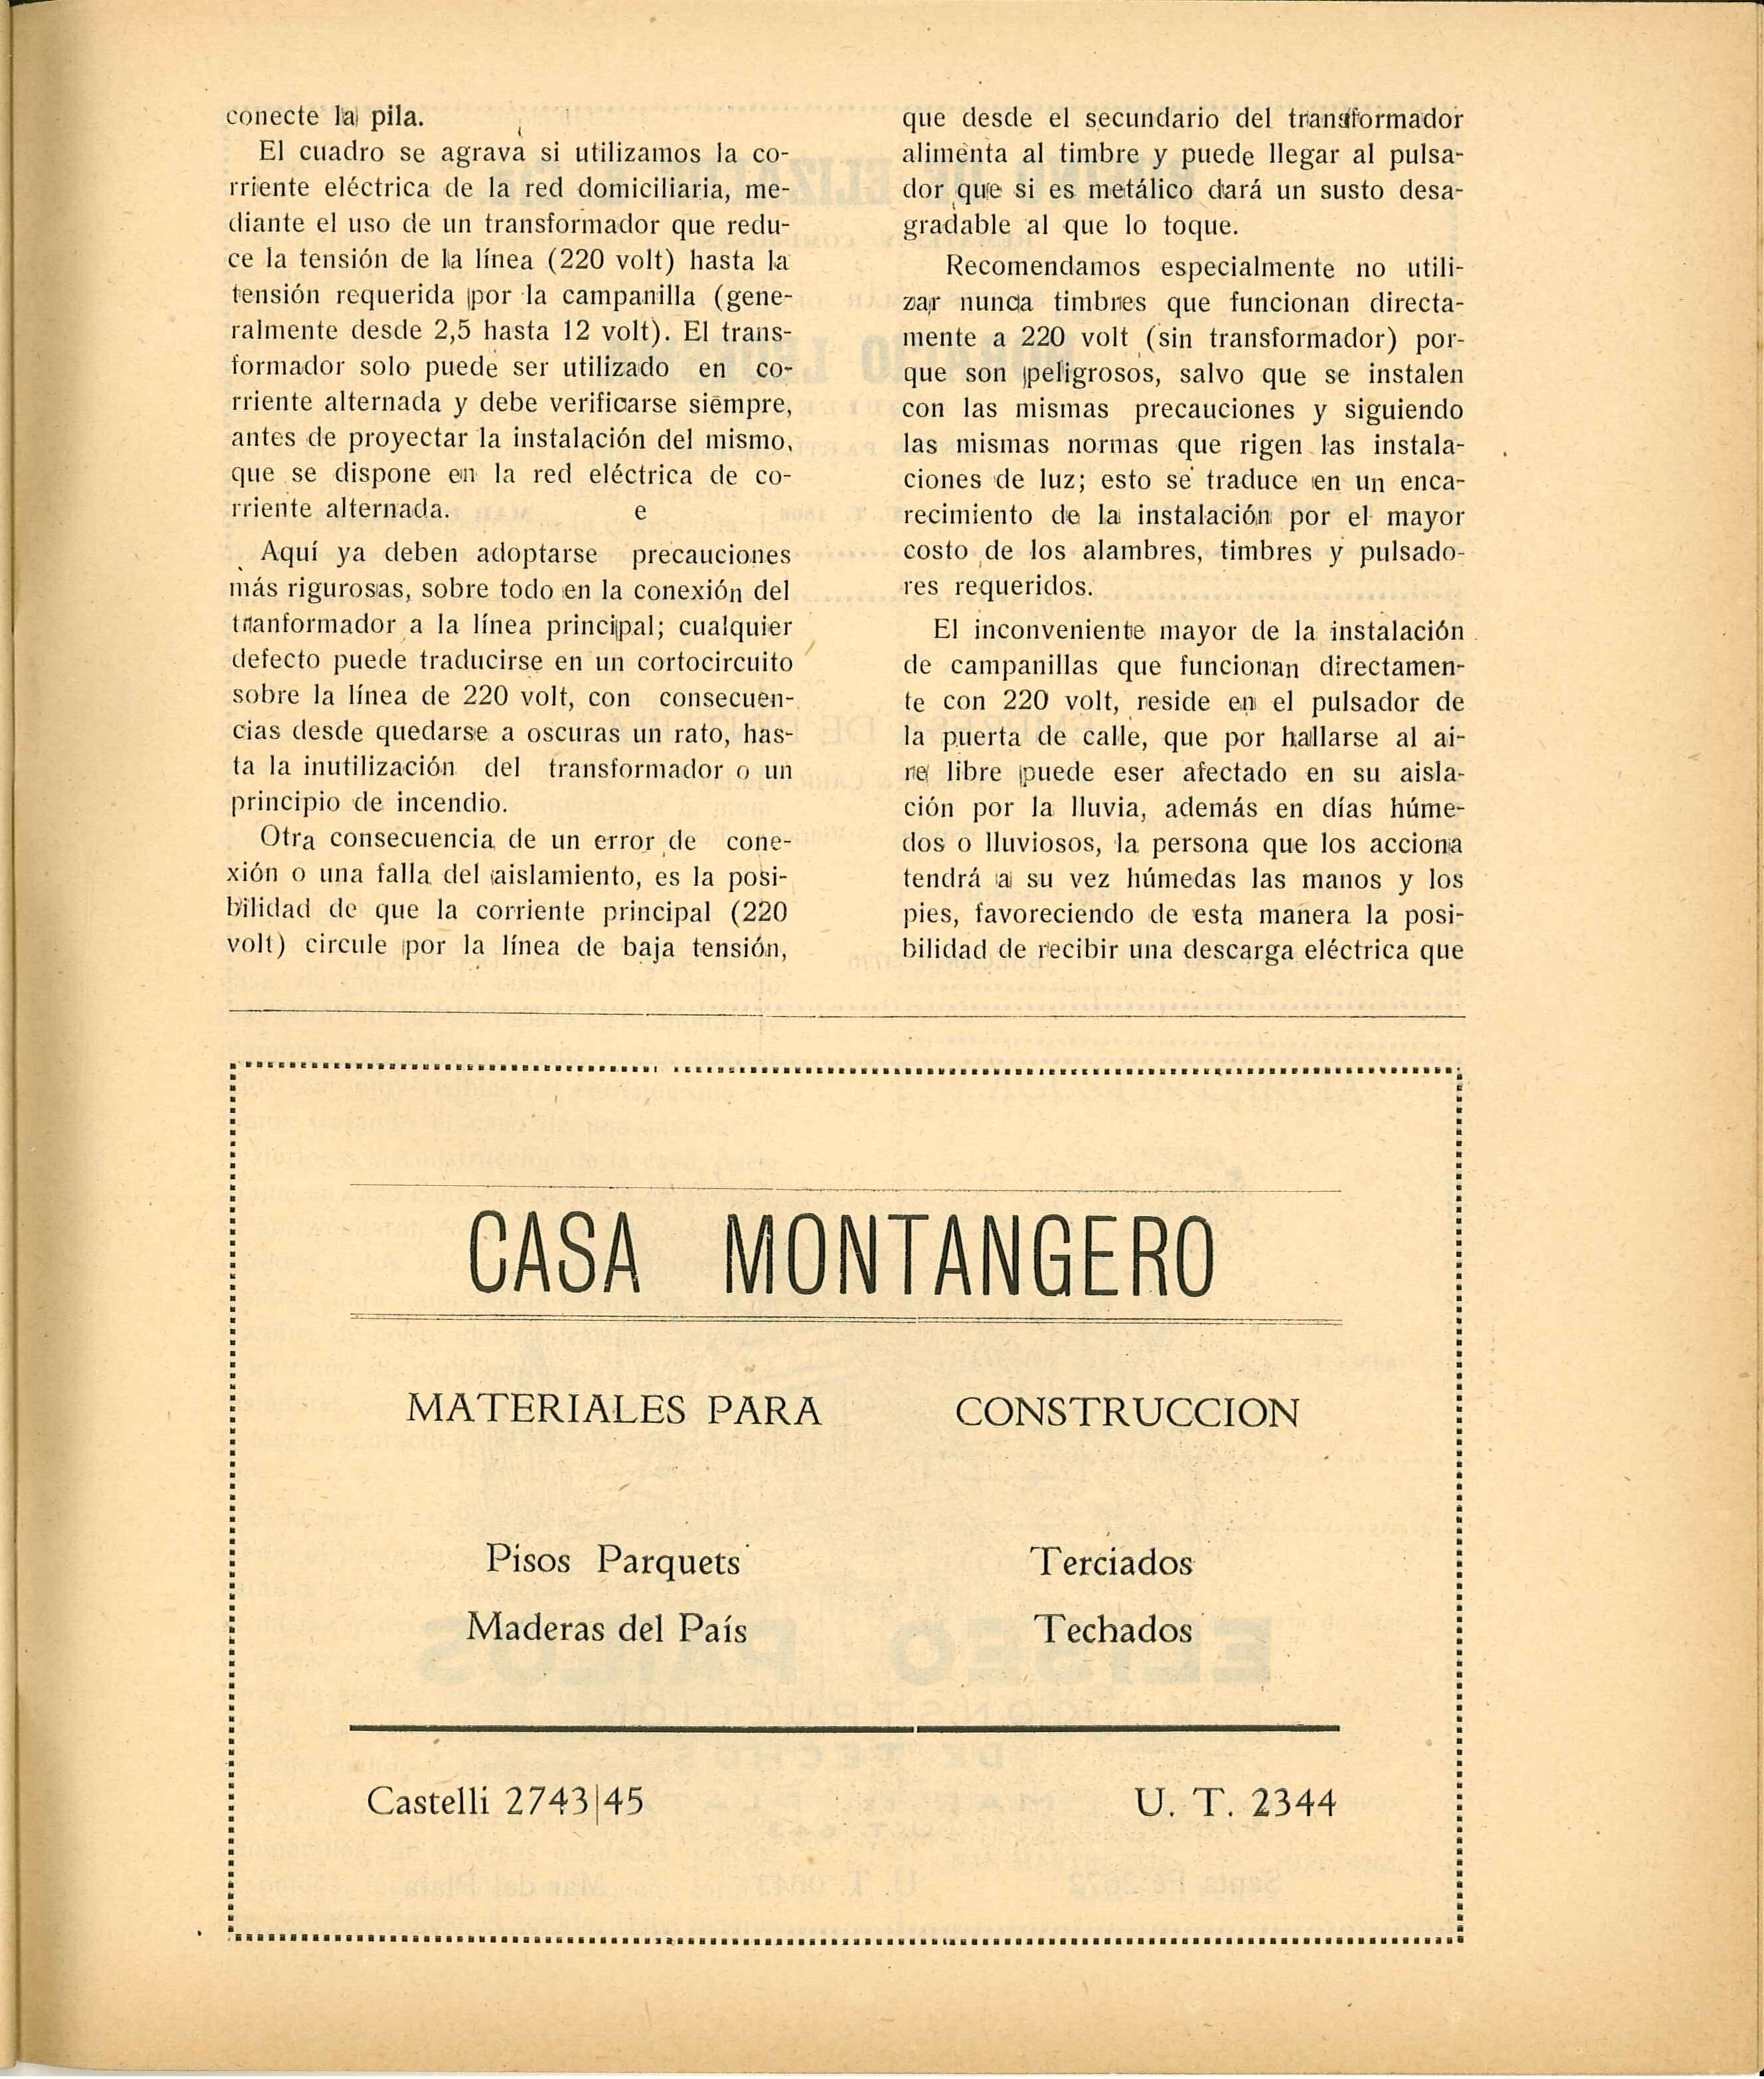 conecte la pila.
El cuadro se agrava si utilizamos la co-
rriente eléctrica de la red domiciliaria, me-
diante el uso de un transformador que redu-
ce la tensión de la línea (220 volt) hasta la
tensión requerida por la campanilla (gene-
ralmente desde 2,5 hasta 12 volt). El trans-
formador solo puede ser utilizado en co-
rriente alternada y debe verificarse siempre,
antes de proyectar la instalación del mismo,
que se dispone en la red eléctrica de co-
rriente alternada. e
Aquí ya deben adoptarse precauciones
más rigurosas, sobre todo en la conexión del
tranformador a la línea principal; cualquier
defecto puede traducirse en un cortocircuito
sobre la línea de 220 volt, con consecuen-
cias desde quedarse a oscuras un rato, has-
ta la inutilización del transformador o un
principio de incendio.
Otra consecuencia de un error de cone-
xión o una falla del aislamiento, es la posi-
bilidad de que la corriente principal (220
volt) circule por la línea de baja tensión,
que desde el secundario del transformador
alimenta al timbre y puede llegar al pulsa-
dor que si es metálico dará un susto desa-
gradable al que lo toque.
Recomendamos especialmente no utili-
zar nunca timbres que funcionan directa-
mente a 220 volt (sin transformador) por-
que son peligrosos, salvo que se instalen
con las mismas precauciones y siguiendo
las mismas normas que rigen las instala-
ciones de luz; esto se traduce en un enca-
recimiento de la instalación por el mayor
costo de los alambres, timbres y pulsado-
res requeridos.
El inconveniente mayor de la instalación
de campanillas que funcionan directamen-
te con 220 volt, reside en el pulsador de
la puerta de calle, que por hallarse al ai-
re libre puede eser afectado en su aisla-
ción por la lluvia, además en días húme-
dos o lluviosos, la persona que los acciona
tendrá a su vez húmedas las manos y los
pies, favoreciendo de esta manera la posi-
bilidad de recibir una descarga eléctrica que
CASA MONTANGERO
MATERIALES PARA CONSTRUCCION
Pisos Parquets Terciados
Maderas del País Techados
Castelli 2743|45 U. T. 2344